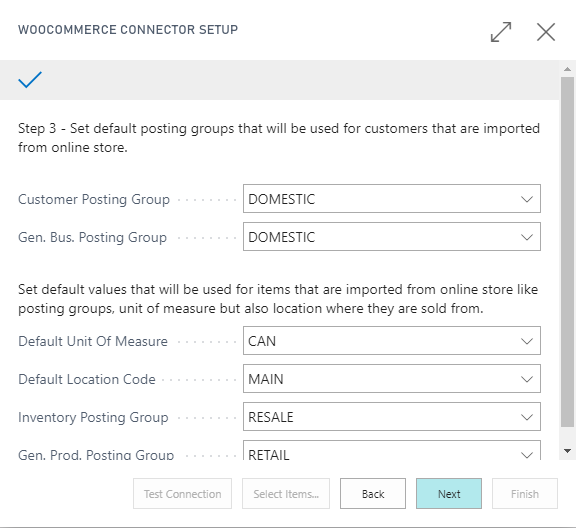 WOOCOMMERCE CONNECTOR SETUP
Step 3 - Set default posting groups that will be used for customers that are imported
from online store.
Customer Posting Group DOMESTIC
Gen. Bus. Posting Group DOMESTIC
Set default values that will be used for items that are imported from online store like
posting groups, unit of measure but also location where they are sold from.
Default Unit Of Measure CAN
Default Location Code MAIN
Inventory Posting Group RESALE
Gen. Prod. Posting Group RETAIL
Test Connection Select Items... Back Next Finish